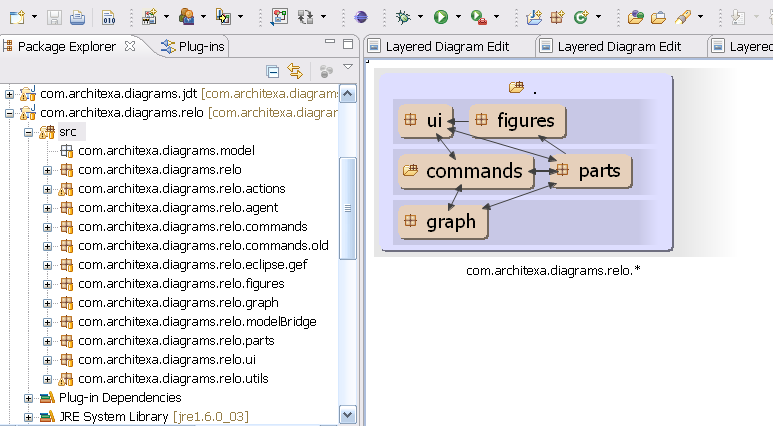 Package Explorer
Plug-ins
Layered Diagram Edit
Layered Diagram Edit
Layered
com.architexa.diagrams.jdt [com.architexa.diagrams
com.architexa.diagrams.relo [com.architexa.diagram
src
com.architexa.diagrams.model
com.architexa.diagrams.relo
com.architexa.diagrams.relo.actions
com.architexa.diagrams.relo.agent
com.architexa.diagrams.relo.commands
com.architexa.diagrams.relo.commands.old
com.architexa.diagrams.relo.eclipse.gef
com.architexa.diagrams.relo.figures
com.architexa.diagrams.relo.graph
com.architexa.diagrams.relo.modelBridge
com.architexa.diagrams.relo.parts
com.architexa.diagrams.relo.ui
com.architexa.diagrams.relo.utils
Plug-in Dependencies
JRE System Library [jre1.6.0_03]
.
ui
figures
commands
parts
graph
com.architexa.diagrams.relo.*